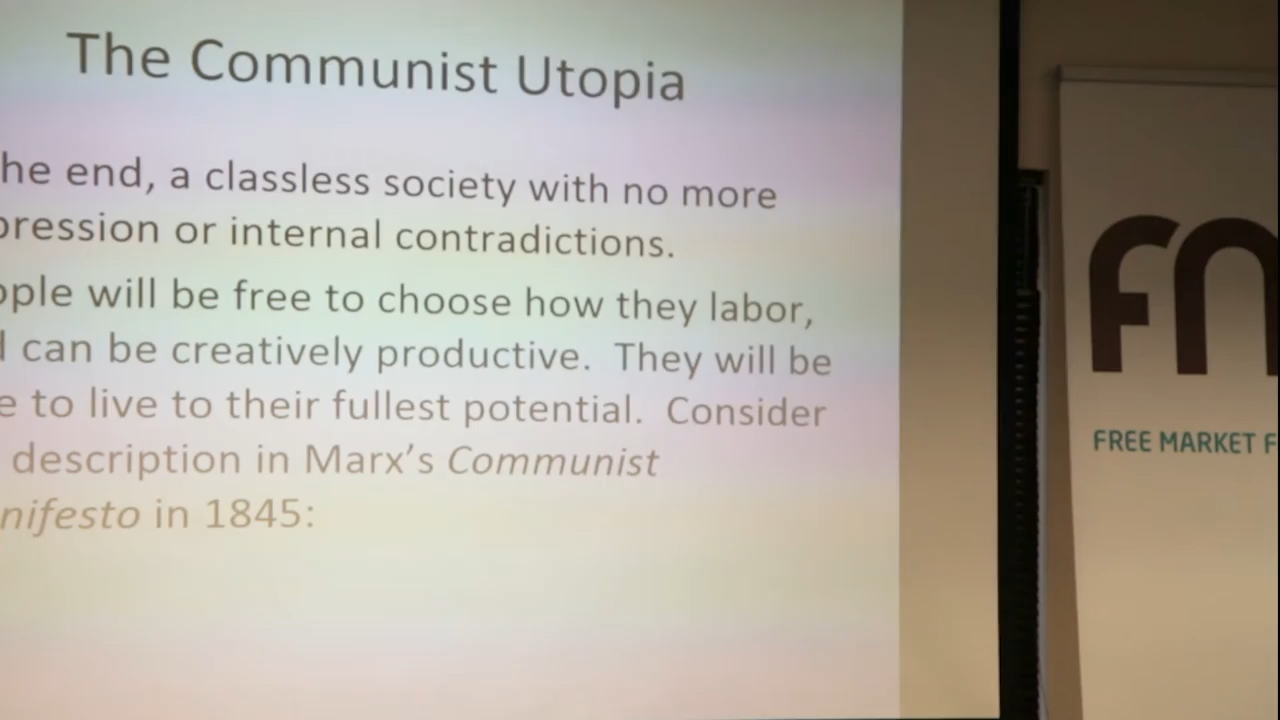 The Communist Utopia
he end, a classless society with no more
pression or internal contradictions.
ople will be free to choose how they labor,
can be creatively productive. They will be
e to live to their fullest potential. Consider
description in Marx's Communist
nifesto in 1845:
FREE MARKET F